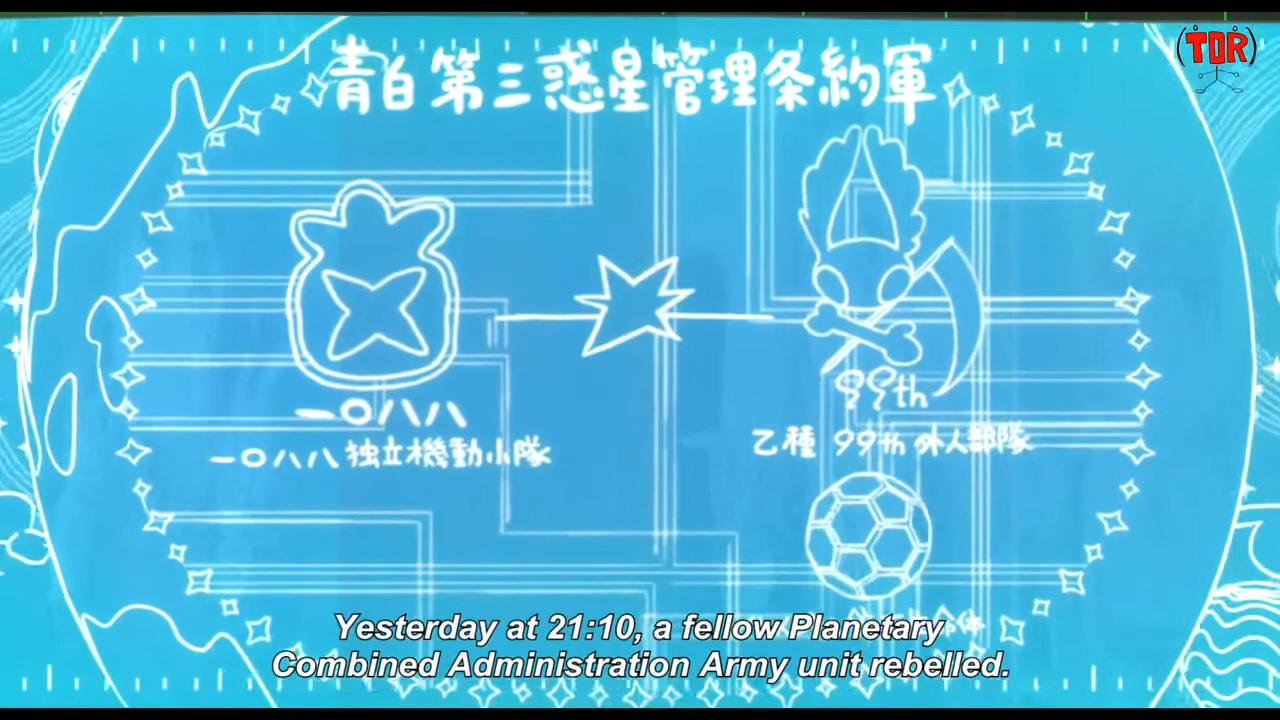 (TDR)
青白第三惑星管理条約軍
一〇八八
99th
一〇八八独立機動小隊
乙種 99th 外人部隊
Yesterday at 21:10, a fellow Planetary
Combined Administration Army unit rebelled.